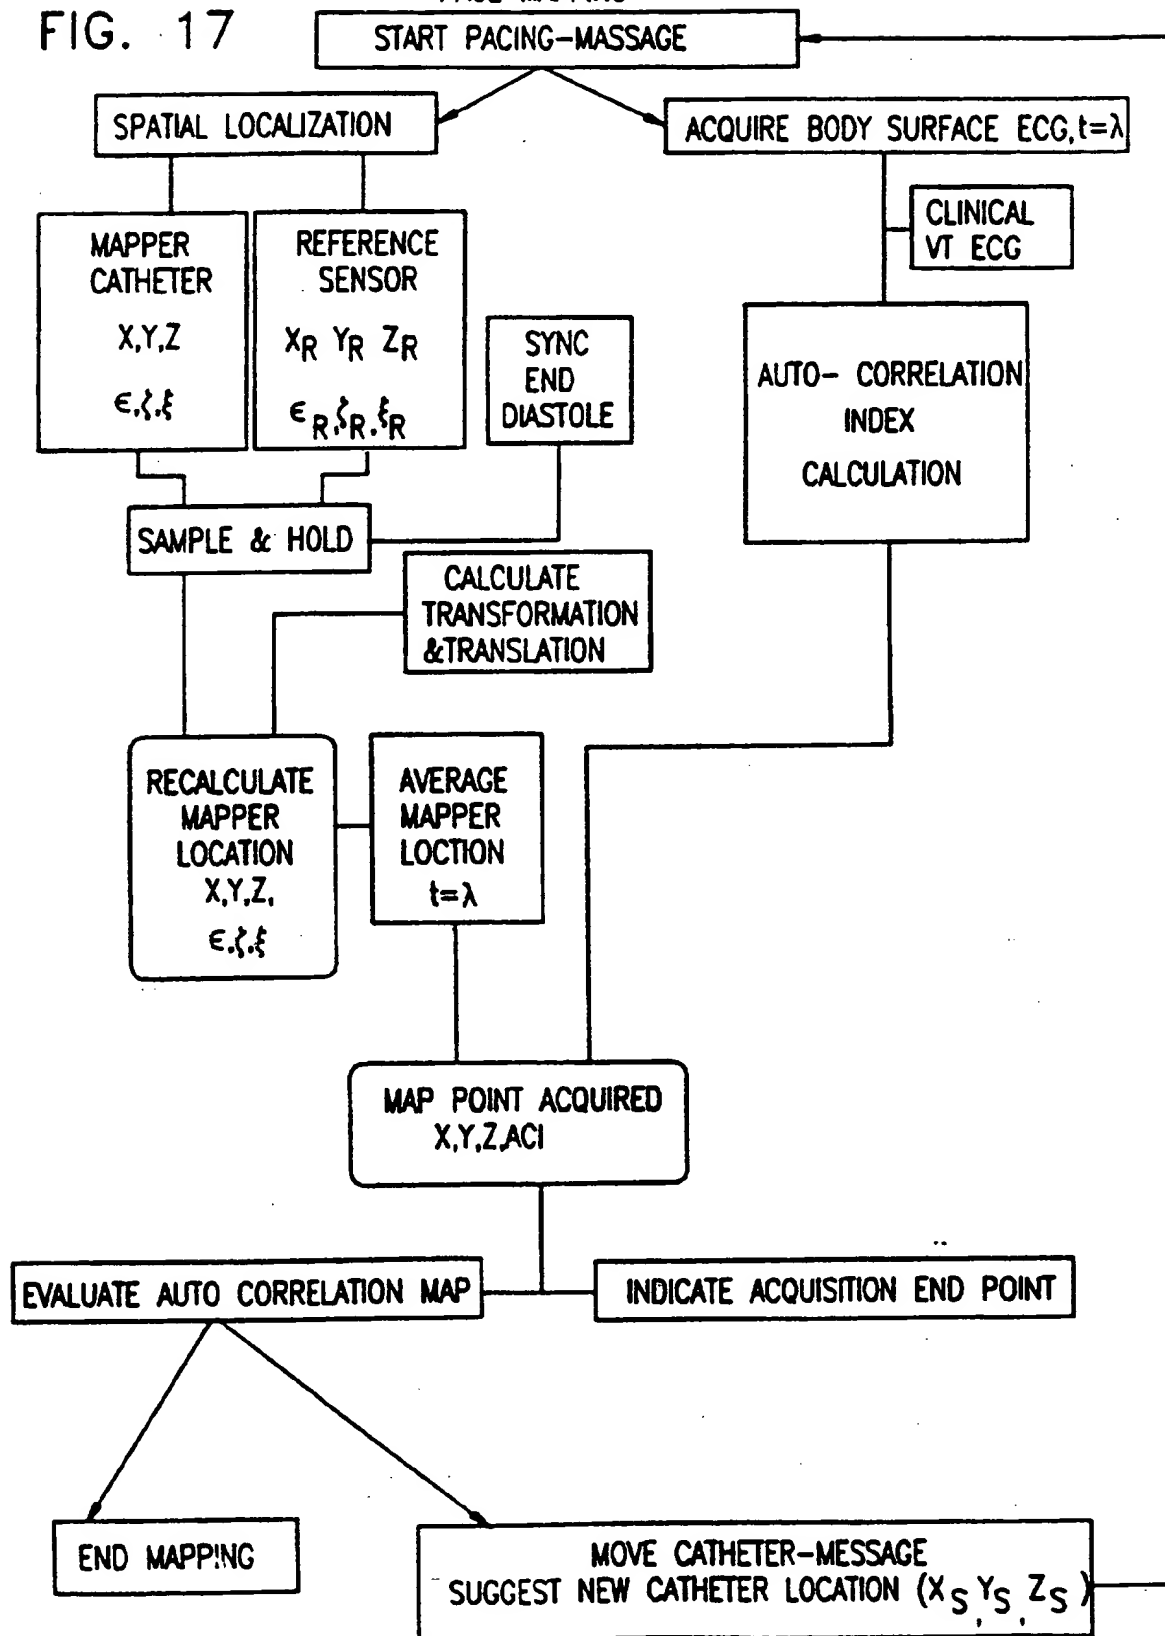 FIG. 17
START PACING-MASSAGE
SPATIAL LOCALIZATION
ACQUIRE BODY SURFACE ECG, t=λ
MAPPER
CATHETER
X,Y,Z
ϵ,ζ,ξ
REFERENCE
SENSOR
XR YR ZR
ϵR,ζR,ξR
CLINICAL
VT ECG
SYNC
END
DIASTOLE
AUTO- CORRELATION
INDEX
CALCULATION
SAMPLE & HOLD
CALCULATE
TRANSFORMATION
&TRANSLATION
RECALCULATE
MAPPER
LOCATION
X,Y,Z,
ϵ,ζ,ξ
AVERAGE
MAPPER
LOCTION
t=λ
MAP POINT ACQUIRED
X,Y,Z,ACI
EVALUATE AUTO CORRELATION MAP
INDICATE ACQUISITION END POINT
END MAPPING
MOVE CATHETER-MESSAGE
SUGGEST NEW CATHETER LOCATION (XS, YS, ZS)